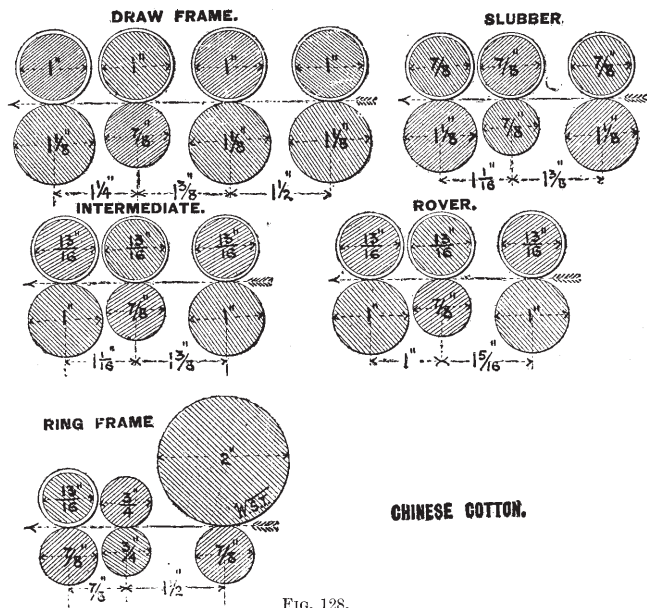 DRAW FRAME.
1" 1" 1" 1"
1 1/8" 7/8" 1 1/8" 1 1/8"
1 1/4" 1 3/8" 1 1/2"
SLUBBER
7/8" 7/8" 7/8"
1 1/8" 7/8" 1 1/8"
1 1/16" 1 3/8"
INTERMEDIATE.
13/16" 13/16" 13/16"
1" 7/8" 1"
1 1/16" 1 3/8"
ROVER.
13/16" 13/16" 13/16"
1" 7/8" 1"
1" 1 5/16"
RING FRAME
13/16" 3/4" 2"
W.S.T.
7/8" 3/4" 7/8"
7/8" 1 1/2"
CHINESE COTTON.
FIG. 128.